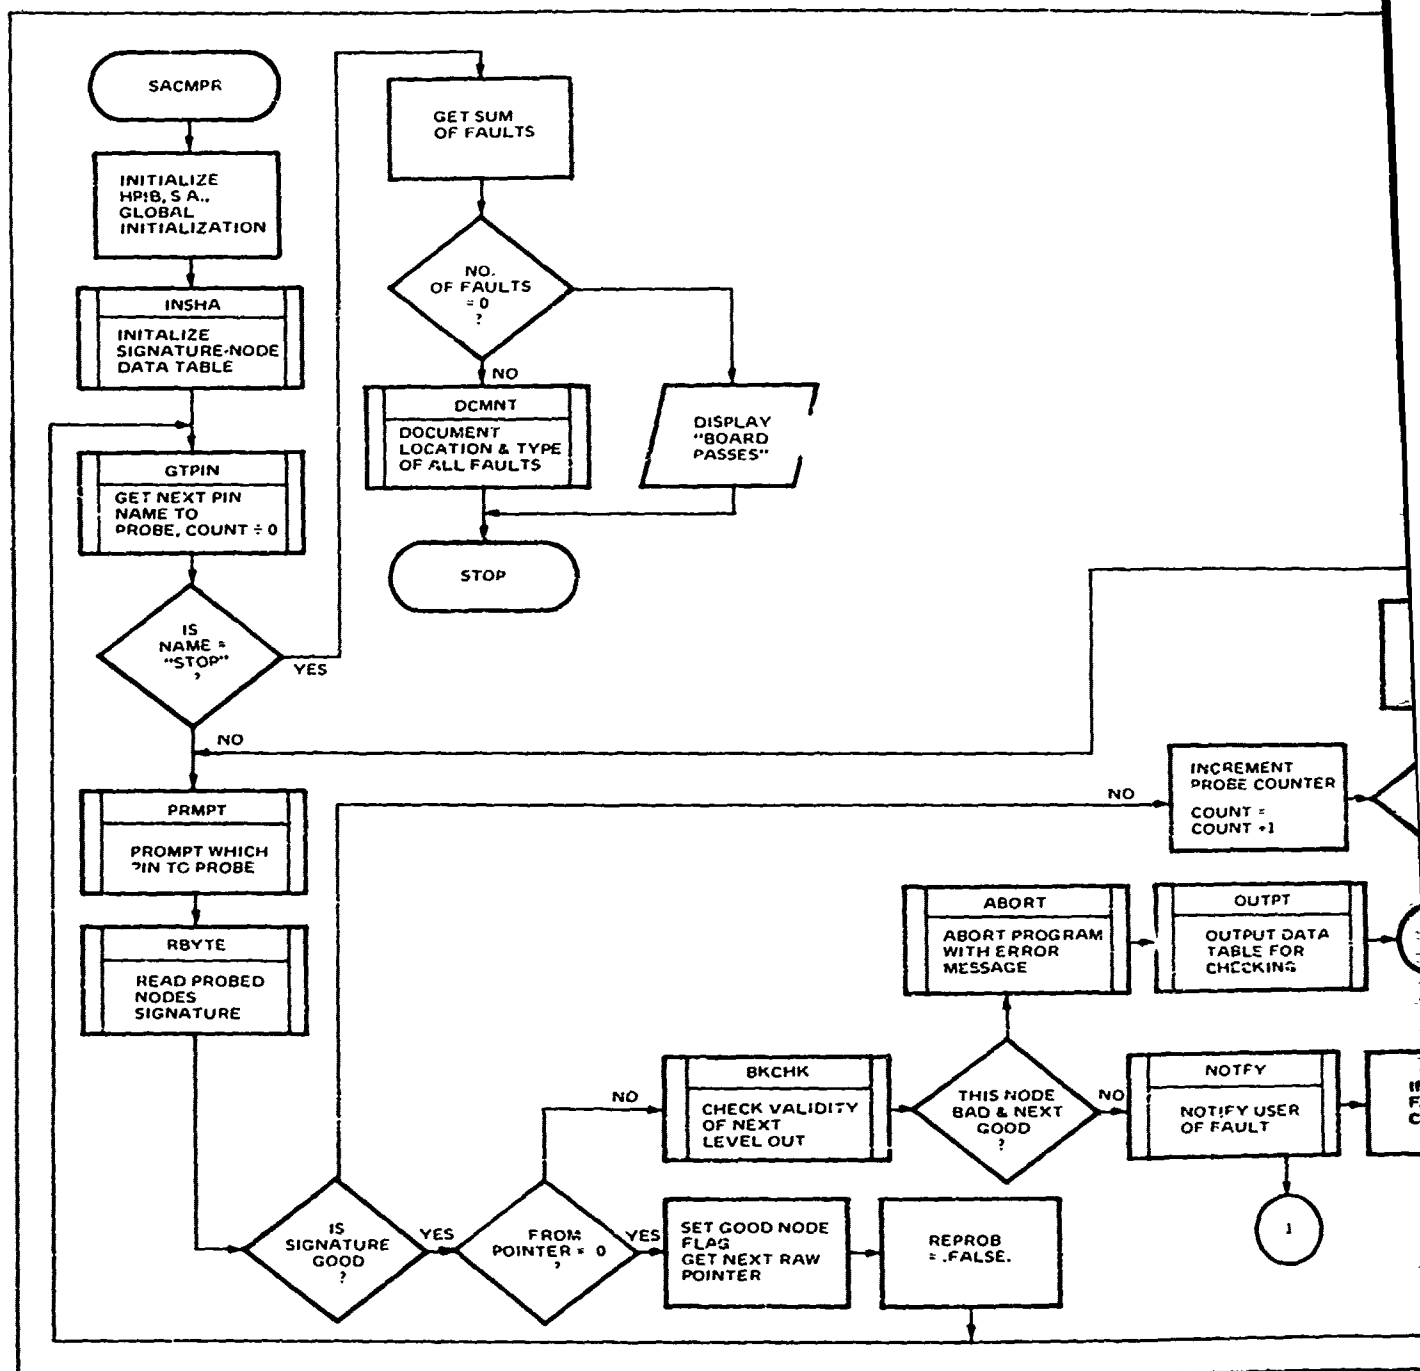 SACMPR
INITIALIZE
HPIB, S A.,
GLOBAL
INITIALIZATION
INSHA
INITALIZE
SIGNATURE-NODE
DATA TABLE
GTPIN
GET NEXT PIN
NAME TO
PROBE, COUNT = 0
IS
NAME =
"STOP"
?
YES
NO
GET SUM
OF FAULTS
NO.
OF FAULTS
= 0
?
NO
DCMNT
DOCUMENT
LOCATION & TYPE
OF ALL FAULTS
DISPLAY
"BOARD
PASSES"
STOP
PRMPT
PROMPT WHICH
PIN TO PROBE
RBYTE
READ PROBED
NODES
SIGNATURE
IS
SIGNATURE
GOOD
?
NO
INCREMENT
PROBE COUNTER
COUNT =
COUNT +1
YES
FROM
POINTER = 0
?
NO
BKCHK
CHECK VALIDITY
OF NEXT
LEVEL OUT
THIS NODE
BAD & NEXT
GOOD
?
ABORT
ABORT PROGRAM
WITH ERROR
MESSAGE
OUTPT
OUTPUT DATA
TABLE FOR
CHECKING
NO
NOTFY
NOTIFY USER
OF FAULT
1
YES
SET GOOD NODE
FLAG
GET NEXT RAW
POINTER
REPROB
= .FALSE.